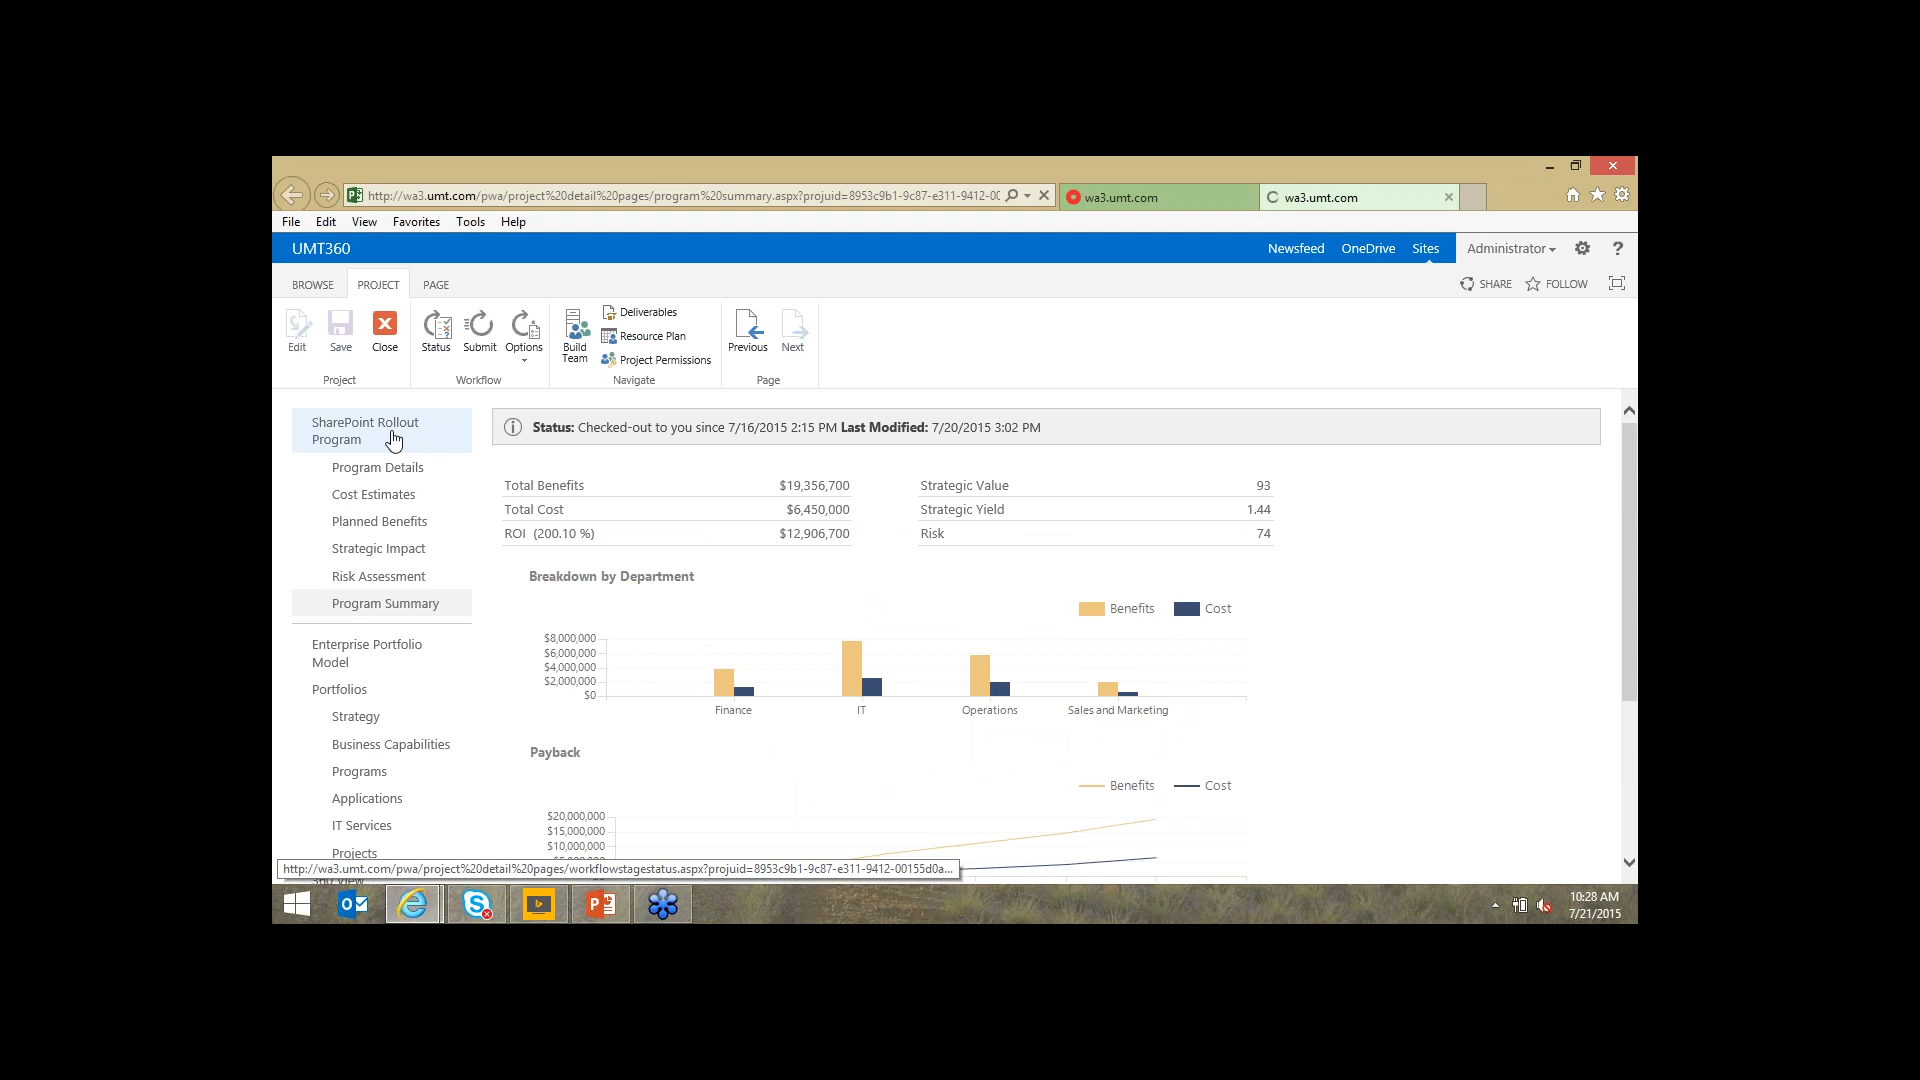 http://wa3.umt.com/pwa/project%20detail%20pages/program%20summary.aspx?projuid=8953c9b1-9c87-e311-9412-00
wa3.umt.com
wa3.umt.com
File Edit View Favorites Tools Help
UMT360
Newsfeed OneDrive Sites Administrator ?
BROWSE PROJECT PAGE
SHARE FOLLOW
Edit Save Close Status Submit Options Build Team Previous Next
Deliverables
Resource Plan
Project Permissions
Project Workflow Navigate Page
SharePoint Rollout
Program
Program Details
Cost Estimates
Planned Benefits
Strategic Impact
Risk Assessment
Program Summary
Enterprise Portfolio
Model
Portfolios
Strategy
Business Capabilities
Programs
Applications
IT Services
Projects
Status: Checked-out to you since 7/16/2015 2:15 PM Last Modified: 7/20/2015 3:02 PM
Total Benefits $19,356,700
Total Cost $6,450,000
ROI (200.10 %) $12,906,700
Strategic Value 93
Strategic Yield 1.44
Risk 74
Breakdown by Department
Benefits Cost
$8,000,000
$6,000,000
$4,000,000
$2,000,000
$0
Finance IT Operations Sales and Marketing
Payback
Benefits Cost
$20,000,000
$15,000,000
$10,000,000
http://wa3.umt.com/pwa/project%20detail%20pages/workflowstagestatus.aspx?projuid=8953c9b1-9c87-e311-9412-00155d0a...
10:28 AM
7/21/2015